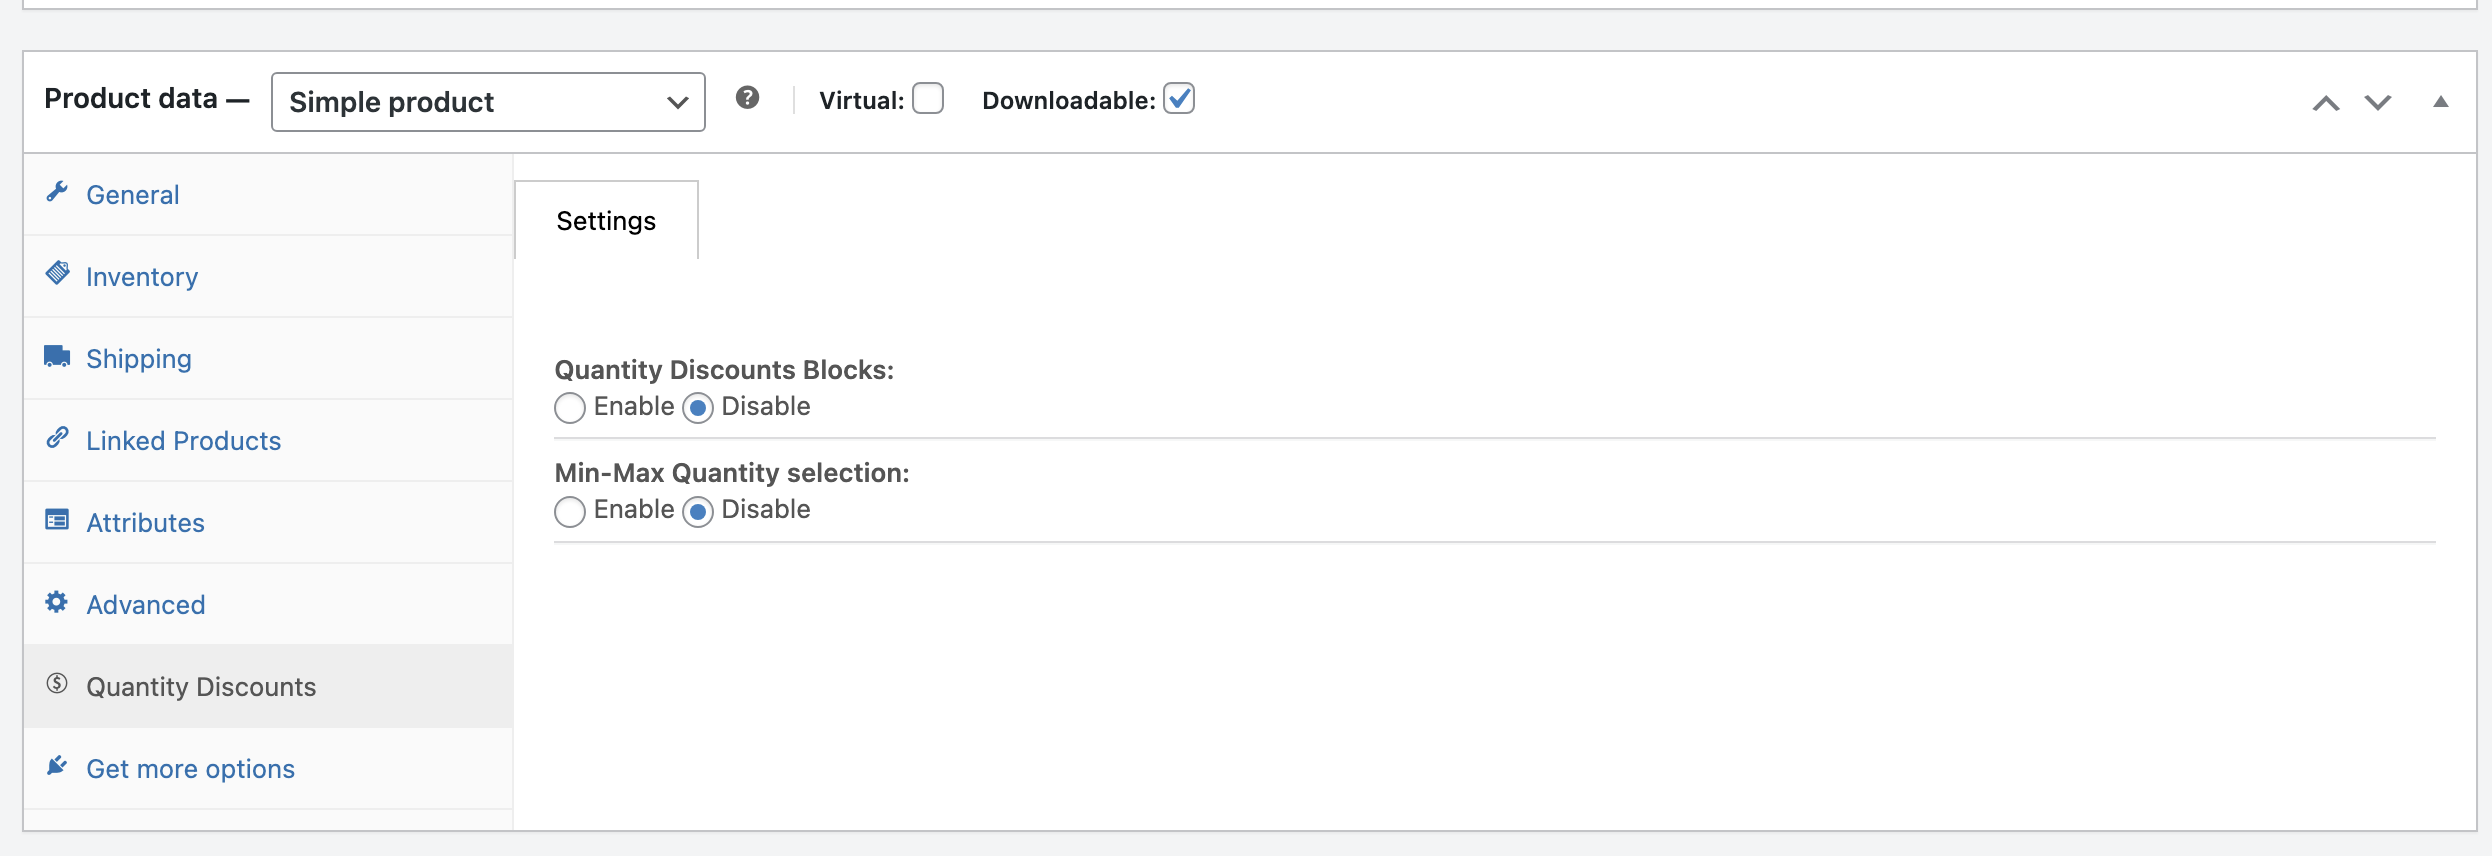 Product data —
Simple product
Virtual:
Downloadable:
General
Inventory
Shipping
Linked Products
Attributes
Advanced
Quantity Discounts
Get more options
Settings
Quantity Discounts Blocks:
Enable Disable
Min-Max Quantity selection:
Enable Disable